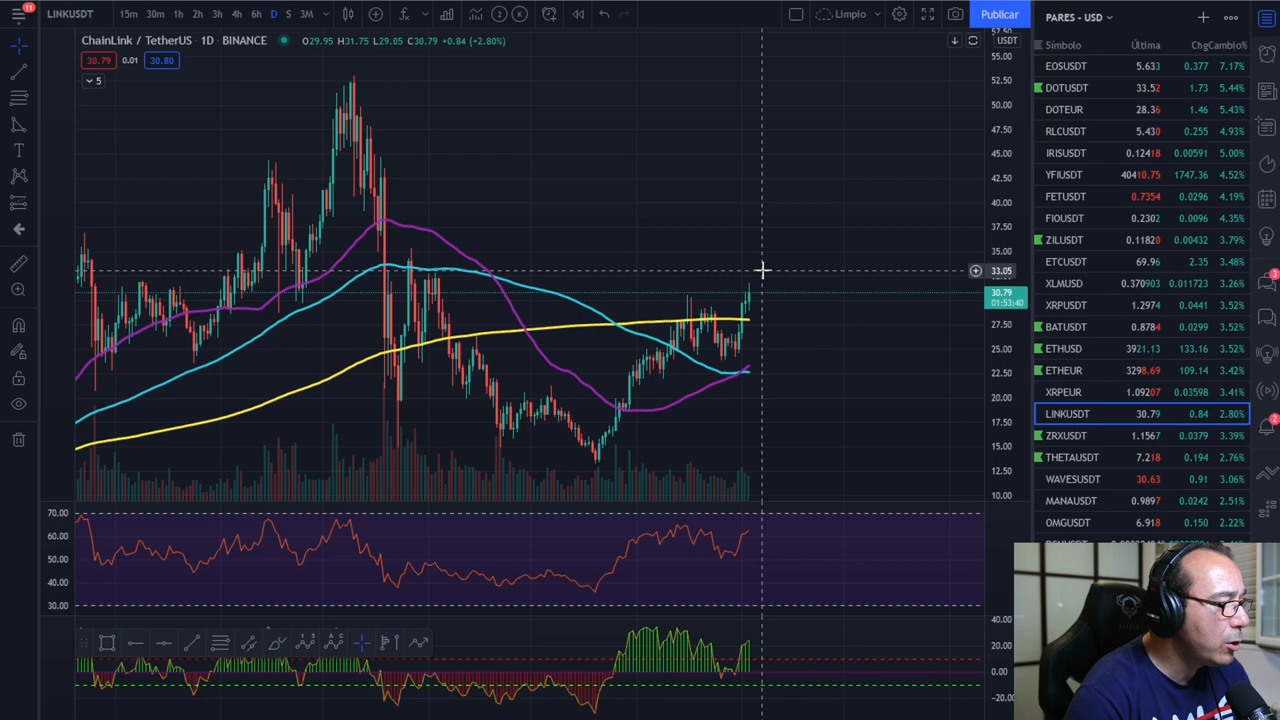 11
LINKUSDT 15m 30m 1h 2h 3h 4h 6h D S 3M 2 K Limpio Publicar
ChainLink / TetherUS · 1D · BINANCE O29.95 H31.75 L29.05 C30.79 +0.84 (+2.80%) USDT
30.79 0.01 30.80
5
57.50
55.00
52.50
50.00
47.50
45.00
42.50
40.00
37.50
35.00
33.05
30.79
01:53:40
27.50
25.00
22.50
20.00
17.50
15.00
12.50
10.00
70.00
60.00
50.00
40.00
30.00
40.00
20.00
0.00
−20.00
PARES - USD
Símbolo Última Chg Cambio%
EOSUSDT 5.633 0.377 7.17%
DOTUSDT 33.52 1.73 5.44%
DOTEUR 28.36 1.46 5.43%
RLCUSDT 5.430 0.255 4.93%
IRISUSDT 0.12418 0.00591 5.00%
YFIUSDT 40410.75 1747.36 4.52%
FETUSDT 0.7354 0.0296 4.19%
FIOUSDT 0.2302 0.0096 4.35%
ZILUSDT 0.11820 0.00432 3.79%
ETCUSDT 69.96 2.35 3.48%
XLMUSDT 0.370903 0.011723 3.26%
XRPUSDT 1.2974 0.0441 3.52%
BATUSDT 0.8784 0.0299 3.52%
ETHUSD 3921.13 133.16 3.52%
ETHEUR 3298.69 109.14 3.42%
XRPEUR 1.09207 0.03598 3.41%
LINKUSDT 30.79 0.84 2.80%
ZRXUSDT 1.1567 0.0379 3.39%
THETAUSDT 7.218 0.194 2.76%
WAVESUSDT 30.63 0.91 3.06%
MANAUSDT 0.9897 0.0242 2.51%
OMGUSDT 6.918 0.150 2.22%
3
2